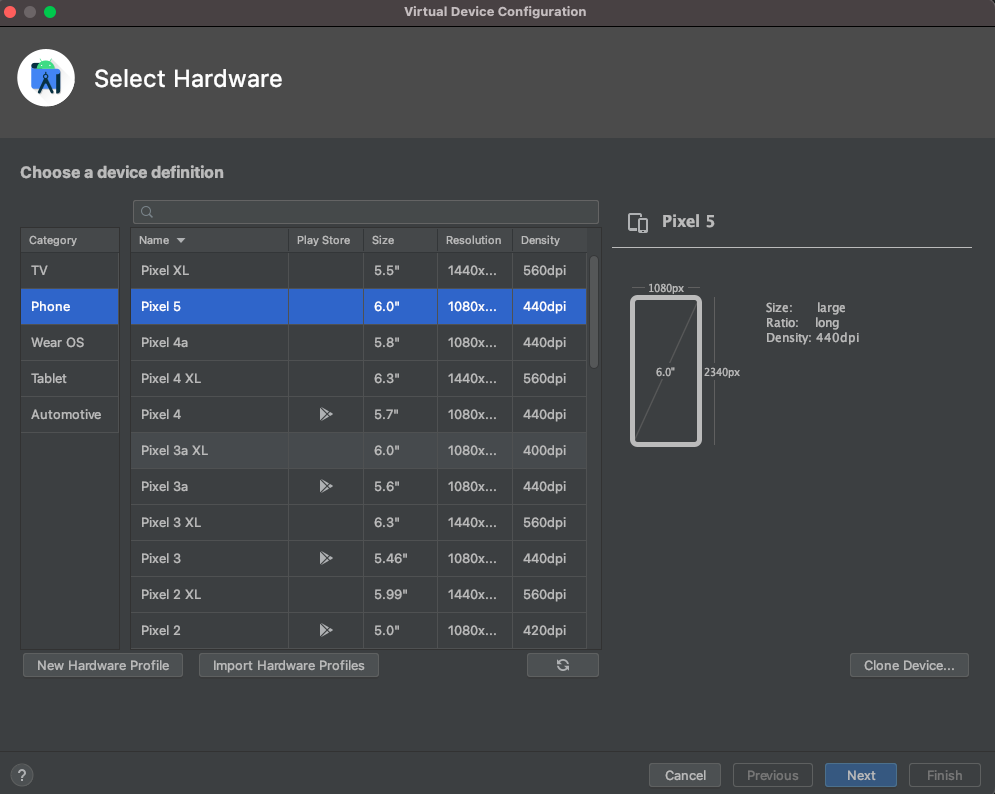 Virtual Device Configuration
Select Hardware
Choose a device definition
Category
TV
Phone
Wear OS
Tablet
Automotive
Name Play Store Size Resolution Density
Pixel XL 5.5" 1440x... 560dpi
Pixel 5 6.0" 1080x... 440dpi
Pixel 4a 5.8" 1080x... 440dpi
Pixel 4 XL 6.3" 1440x... 560dpi
Pixel 4 5.7" 1080x... 440dpi
Pixel 3a XL 6.0" 1080x... 400dpi
Pixel 3a 5.6" 1080x... 440dpi
Pixel 3 XL 6.3" 1440x... 560dpi
Pixel 3 5.46" 1080x... 440dpi
Pixel 2 XL 5.99" 1440x... 560dpi
Pixel 2 5.0" 1080x... 420dpi
Pixel 5
1080px
6.0"
2340px
Size: large
Ratio: long
Density: 440dpi
New Hardware Profile Import Hardware Profiles Clone Device...
? Cancel Previous Next Finish